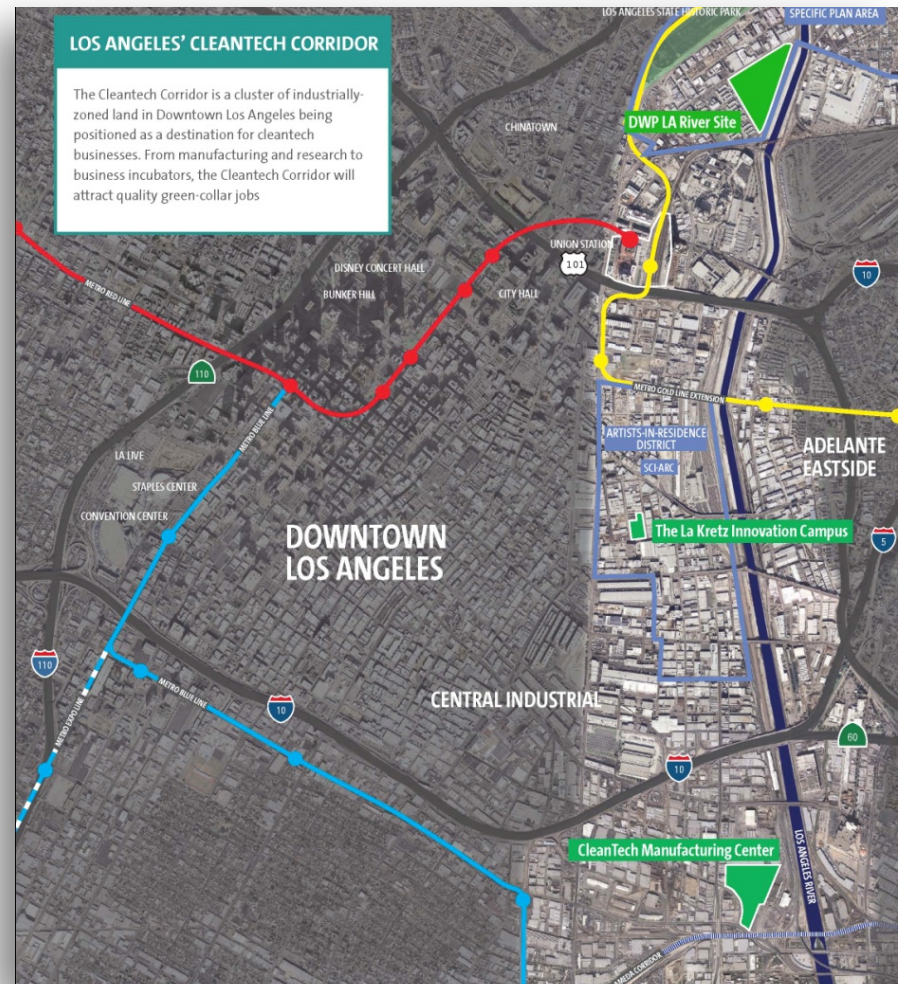 LOS ANGELES STATE HISTORIC PARK
SPECIFIC PLAN AREA
LOS ANGELES' CLEANTECH CORRIDOR
The Cleantech Corridor is a cluster of industrially-
zoned land in Downtown Los Angeles being
positioned as a destination for cleantech
businesses. From manufacturing and research to
business incubators, the Cleantech Corridor will
attract quality green-collar jobs
DWP LA River Site
CHINATOWN
UNION STATION
101
10
DISNEY CONCERT HALL
BUNKER HILL
CITY HALL
METRO RED LINE
110
METRO GOLD LINE EXTENSION
METRO BLUE LINE
ARTISTS-IN-RESIDENCE
DISTRICT
SCI-ARC
ADELANTE
EASTSIDE
LA LIVE
STAPLES CENTER
CONVENTION CENTER
The La Kretz Innovation Campus
5
DOWNTOWN
LOS ANGELES
110
METRO EXPO LINE
METRO BLUE LINE
10
CENTRAL INDUSTRIAL
60
10
CleanTech Manufacturing Center
LOS ANGELES RIVER
MEDA CORRIDOR